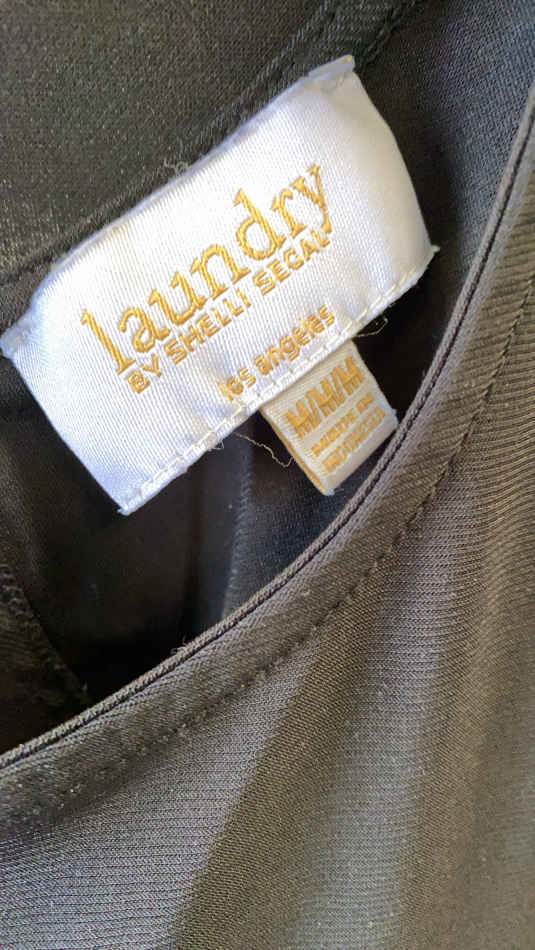 laundry
BY SHELLI SEGAL
los angeles
M/M/M
MADE IN
INDONESIA